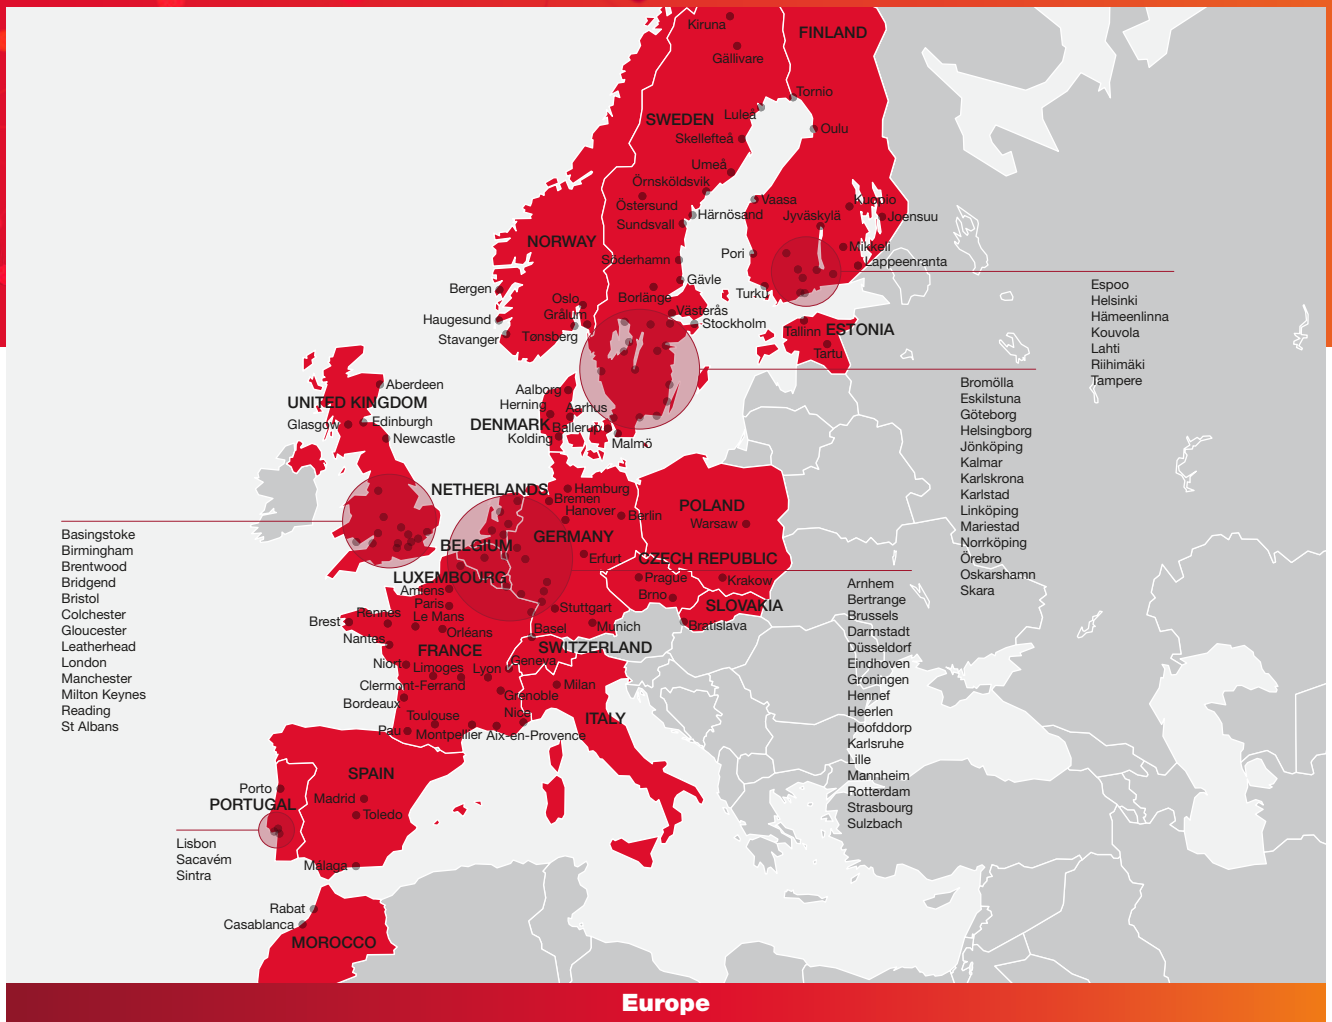 Kiruna
FINLAND
Gällivare
Tornio
Luleå
SWEDEN
Oulu
Skellefteå
Umeå
Örnsköldsvik
Östersund
Vaasa
Kuopio
Härnösand
Jyväskylä
Joensuu
Sundsvall
NORWAY
Mikkeli
Pori
Söderhamn
Lappeenranta
Gävle
Bergen
Borlänge
Turku
Oslo
Grålum
Västerås
Haugesund
Stockholm
Stavanger
Tønsberg
Tallinn
ESTONIA
Tartu
Espoo
Helsinki
Hämeenlinna
Kouvola
Lahti
Riihimäki
Tampere
Aberdeen
UNITED KINGDOM
Aalborg
Herning
Aarhus
Glasgow
Edinburgh
DENMARK
Ballerup
Newcastle
Kolding
Malmö
Bromölla
Eskilstuna
Göteborg
Helsingborg
Jönköping
Kalmar
Karlskrona
Karlstad
Linköping
Mariestad
Norrköping
Örebro
Oskarshamn
Skara
NETHERLANDS
Hamburg
Bremen
Hanover
Berlin
POLAND
Warsaw
GERMANY
BELGIUM
Erfurt
CZECH REPUBLIC
LUXEMBOURG
Prague
Krakow
Amiens
Brno
Paris
SLOVAKIA
Stuttgart
Rennes
Le Mans
Brest
Munich
Bratislava
Orléans
Basel
Nantes
FRANCE
SWITZERLAND
Niort
Limoges
Lyon
Geneva
Clermont-Ferrand
Milan
Bordeaux
Grenoble
Toulouse
Nice
ITALY
Pau
Montpellier
Aix-en-Provence
Basingstoke
Birmingham
Brentwood
Bridgend
Bristol
Colchester
Gloucester
Leatherhead
London
Manchester
Milton Keynes
Reading
St Albans
Arnhem
Bertrange
Brussels
Darmstadt
Düsseldorf
Eindhoven
Groningen
Hennef
Heerlen
Hoofddorp
Karlsruhe
Lille
Mannheim
Rotterdam
Strasbourg
Sulzbach
SPAIN
Porto
Madrid
PORTUGAL
Toledo
Lisbon
Sacavém
Sintra
Málaga
Rabat
Casablanca
MOROCCO
Europe